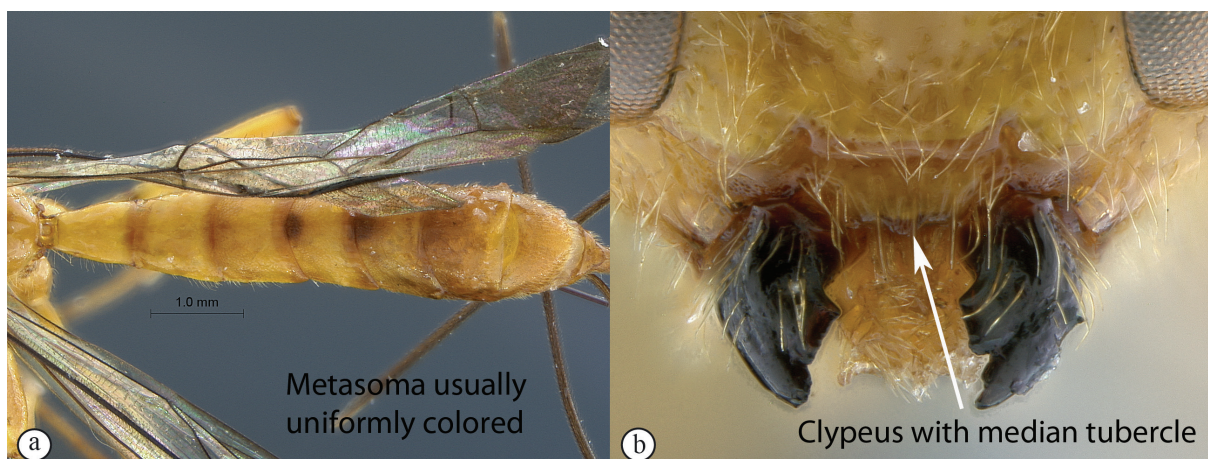 1.0 mm
Metasoma usually
uniformly colored
a
Clypeus with median tubercle
b